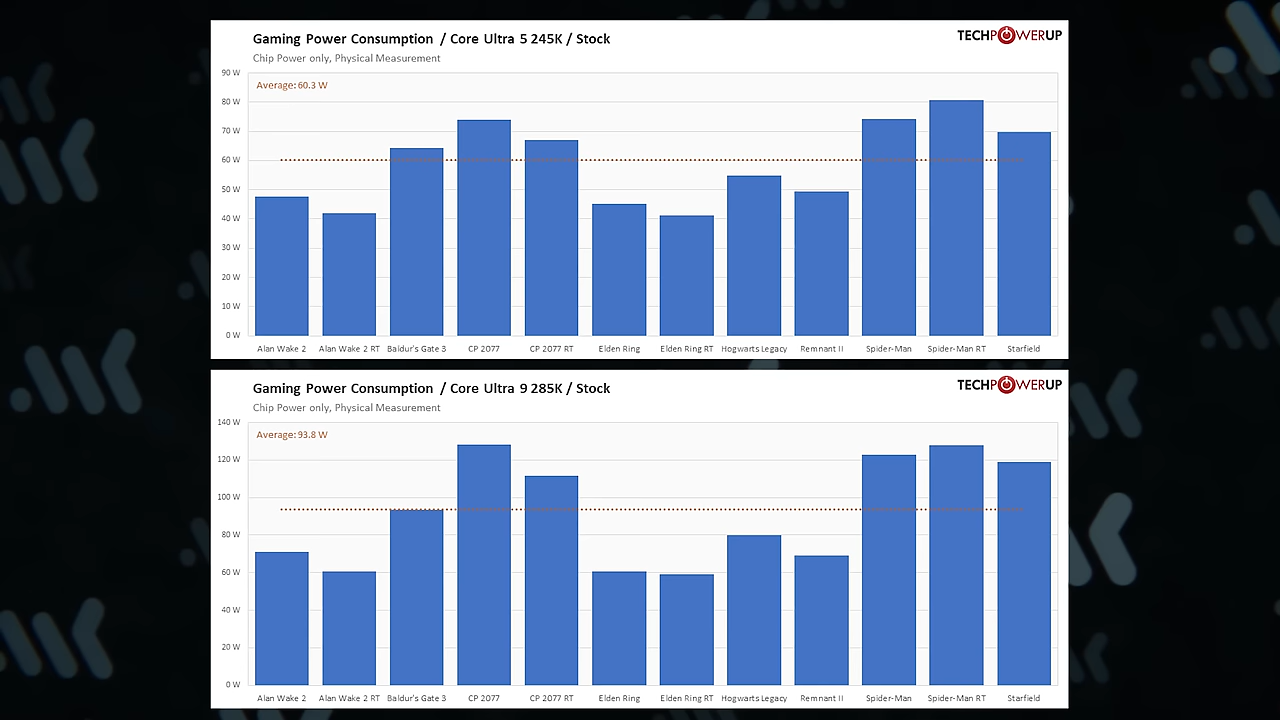 Gaming Power Consumption / Core Ultra 5 245K / Stock
TECHPOWERUP
Chip Power only, Physical Measurement
90 W
Average: 60.3 W
80 W
70 W
60 W
50 W
40 W
30 W
20 W
10 W
0 W
Alan Wake 2 Alan Wake 2 RT Baldur's Gate 3 CP 2077 CP 2077 RT Elden Ring Elden Ring RT Hogwarts Legacy Remnant II Spider-Man Spider-Man RT Starfield
Gaming Power Consumption / Core Ultra 9 285K / Stock
TECHPOWERUP
Chip Power only, Physical Measurement
140 W
Average: 93.8 W
120 W
100 W
80 W
60 W
40 W
20 W
0 W
Alan Wake 2 Alan Wake 2 RT Baldur's Gate 3 CP 2077 CP 2077 RT Elden Ring Elden Ring RT Hogwarts Legacy Remnant II Spider-Man Spider-Man RT Starfield